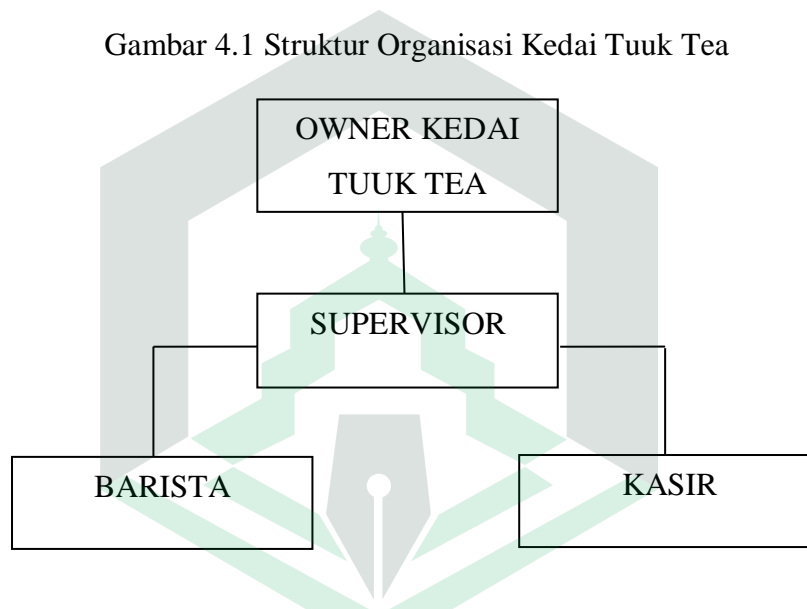 Gambar 4.1 Struktur Organisasi Kedai Tuuk Tea
OWNER KEDAI
TUUK TEA
SUPERVISOR
BARISTA
KASIR